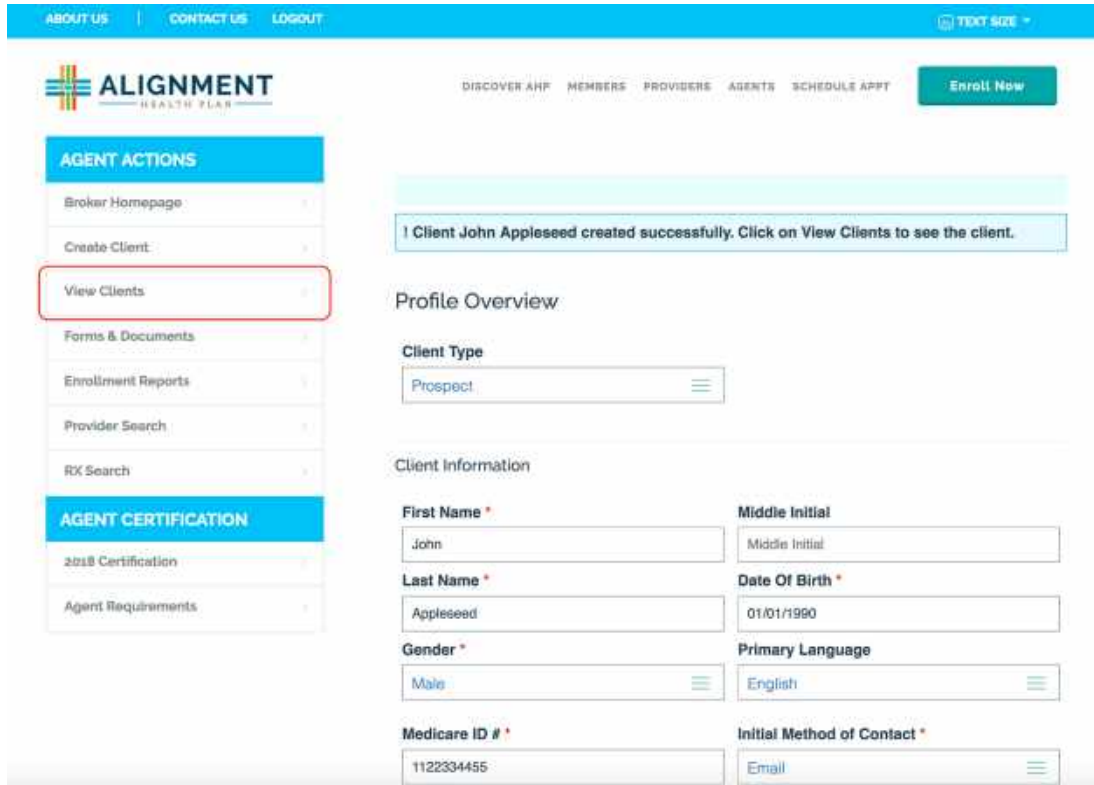 ABOUT US | CONTACT US LOGOUT
TEXT SIZE
ALIGNMENT
HEALTH PLAN
DISCOVER AHP MEMBERS PROVIDERS AGENTS SCHEDULE APPT
Enroll Now
AGENT ACTIONS
Broker Homepage
Create Client
View Clients
Forms & Documents
Enrollment Reports
Provider Search
RX Search
AGENT CERTIFICATION
2018 Certification
Agent Requirements
! Client John Appleseed created successfully. Click on View Clients to see the client.
Profile Overview
Client Type
Prospect
Client Information
First Name *
Middle Initial
John
Middle Initial
Last Name *
Date Of Birth *
Appleseed
01/01/1990
Gender *
Primary Language
Male
English
Medicare ID # *
Initial Method of Contact *
1122334455
Email